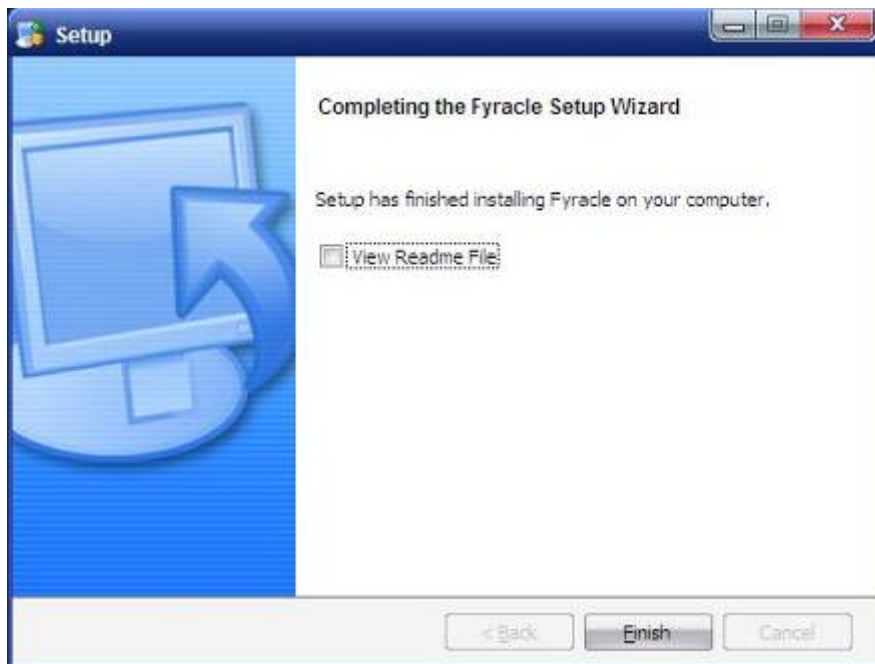 Setup
Completing the Fyracle Setup Wizard
Setup has finished installing Fyracle on your computer.
View Readme File
< Back Finish Cancel